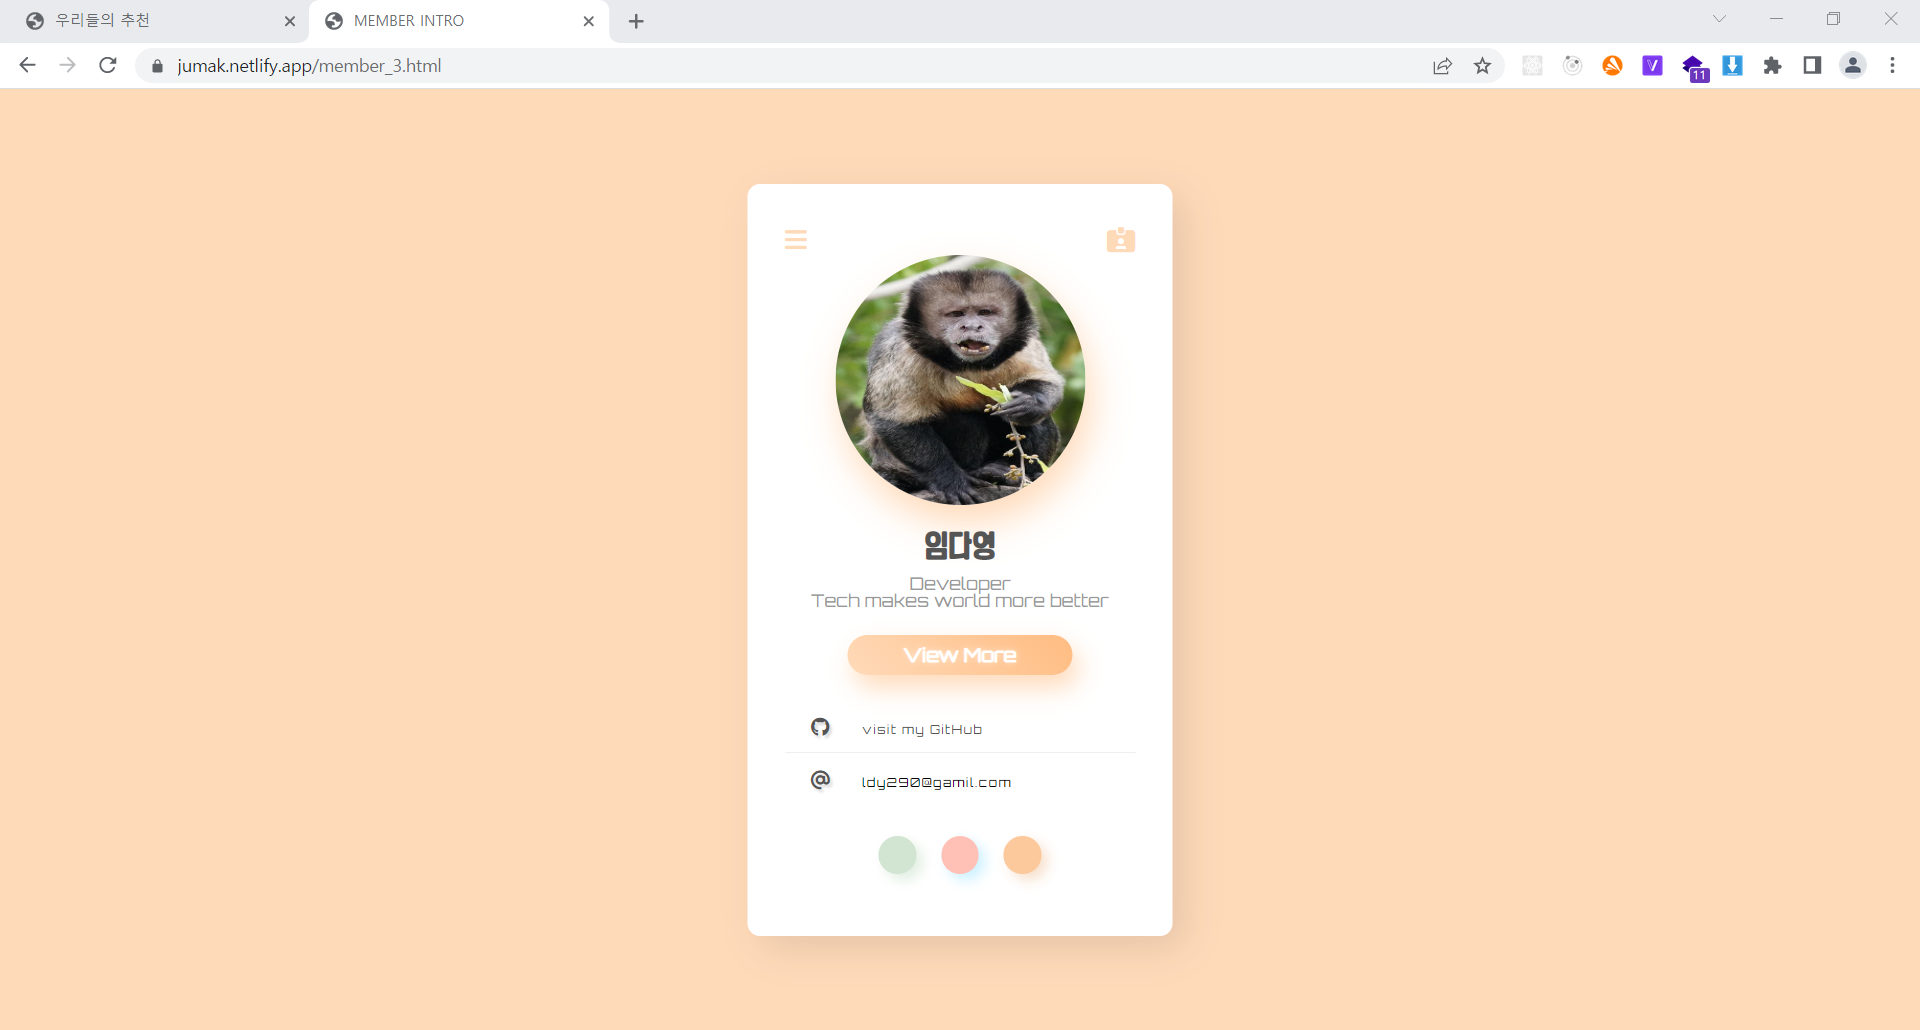 우리들의 추천
MEMBER INTRO
jumak.netlify.app/member_3.html
11
임다영
Developer
Tech makes world more better
View More
visit my GitHub
ldy290@gamil.com